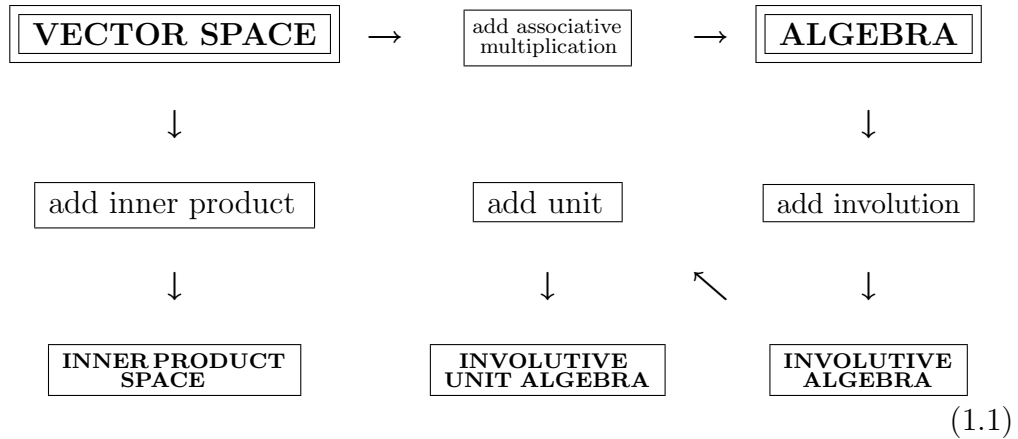 VECTOR SPACE → add associative multiplication → ALGEBRA
↓ ↓
add inner product add unit add involution
↓ ↓ ↖ ↓
INNER PRODUCT SPACE INVOLUTIVE UNIT ALGEBRA INVOLUTIVE ALGEBRA
(1.1)